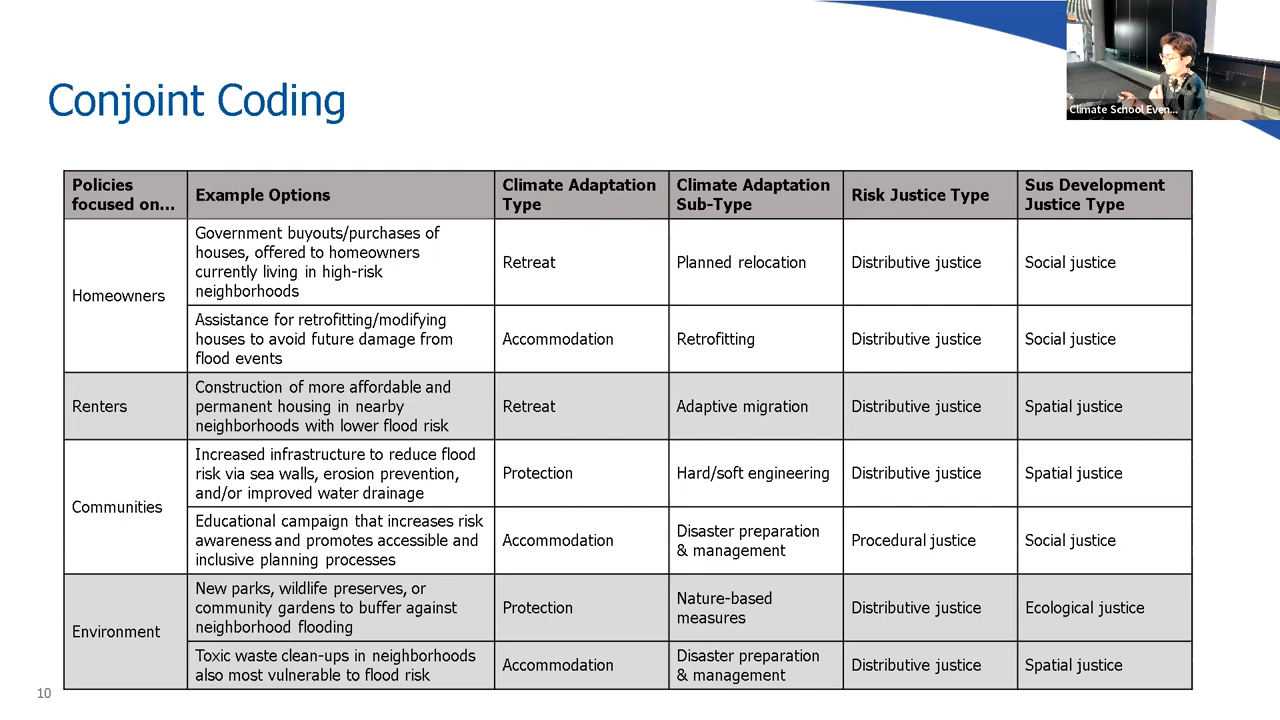 Climate School Even...
Conjoint Coding
Policies
focused on...
Example Options
Climate Adaptation
Type
Climate Adaptation
Sub-Type
Risk Justice Type
Sus Development
Justice Type
Homeowners
Government buyouts/purchases of
houses, offered to homeowners
currently living in high-risk
neighborhoods
Retreat
Planned relocation
Distributive justice
Social justice
Assistance for retrofitting/modifying
houses to avoid future damage from
flood events
Accommodation
Retrofitting
Distributive justice
Social justice
Renters
Construction of more affordable and
permanent housing in nearby
neighborhoods with lower flood risk
Retreat
Adaptive migration
Distributive justice
Spatial justice
Communities
Increased infrastructure to reduce flood
risk via sea walls, erosion prevention,
and/or improved water drainage
Protection
Hard/soft engineering
Distributive justice
Spatial justice
Educational campaign that increases risk
awareness and promotes accessible and
inclusive planning processes
Accommodation
Disaster preparation
& management
Procedural justice
Social justice
Environment
New parks, wildlife preserves, or
community gardens to buffer against
neighborhood flooding
Protection
Nature-based
measures
Distributive justice
Ecological justice
Toxic waste clean-ups in neighborhoods
also most vulnerable to flood risk
Accommodation
Disaster preparation
& management
Distributive justice
Spatial justice
10